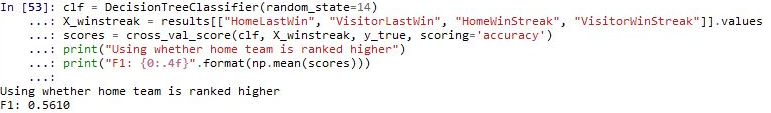 In [53]: clf = DecisionTreeClassifier(random_state=14)
    ...: X_winstreak = results[["HomeLastWin", "VisitorLastWin", "HomeWinStreak", "VisitorWinStreak"]].values
    ...: scores = cross_val_score(clf, X_winstreak, y_true, scoring='accuracy')
    ...: print("Using whether home team is ranked higher")
    ...: print("F1: {0:.4f}".format(np.mean(scores)))
    ...:
Using whether home team is ranked higher
F1: 0.5610